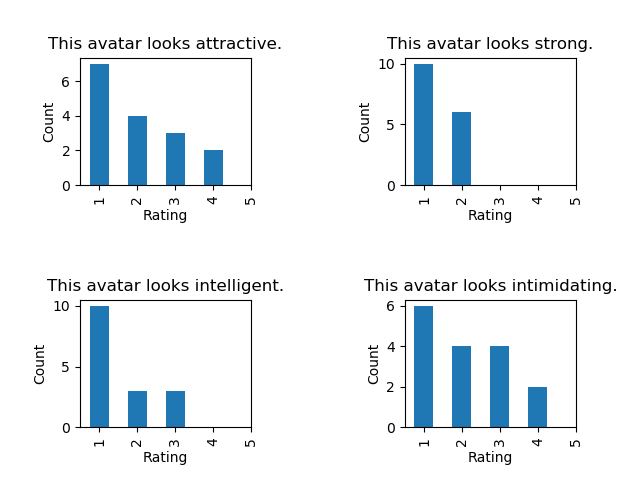 This avatar looks attractive.
6
4
2
0
Count
1 2 3 4 5
Rating
This avatar looks strong.
10
5
0
Count
1 2 3 4 5
Rating
This avatar looks intelligent.
10
5
0
Count
1 2 3 4 5
Rating
This avatar looks intimidating.
6
4
2
0
Count
1 2 3 4 5
Rating